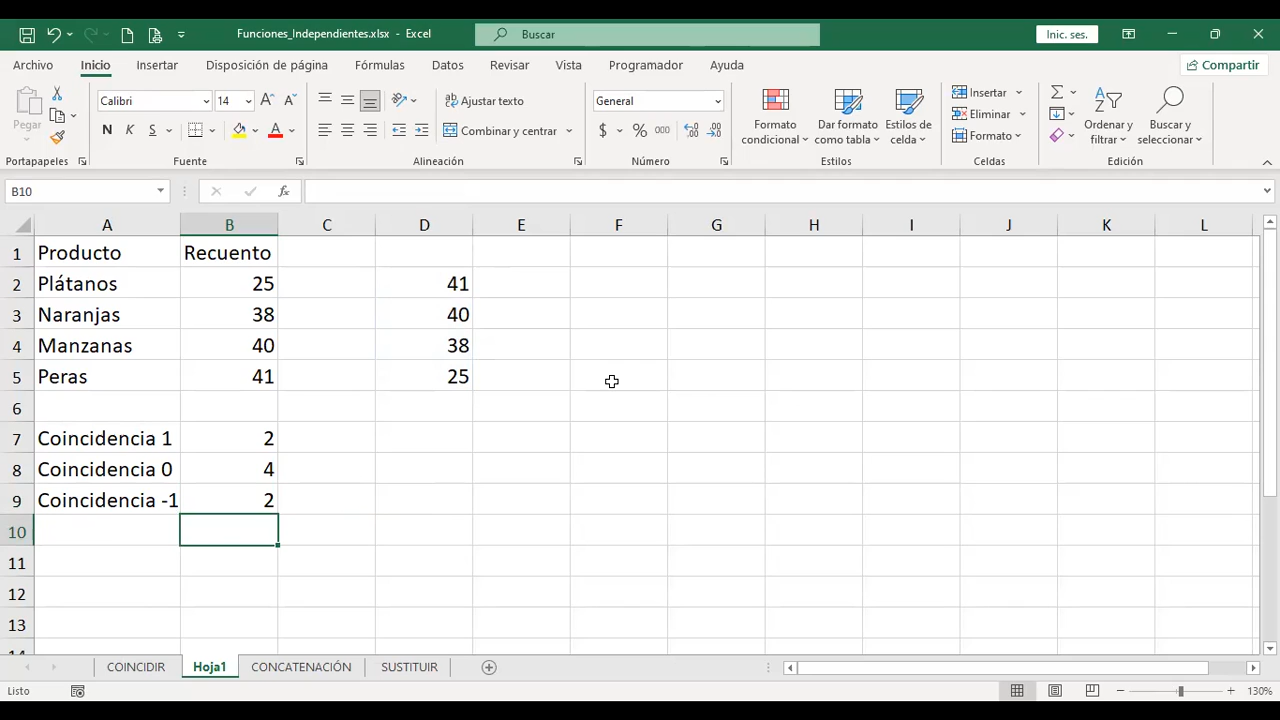 Funciones_Independientes.xlsx - Excel
Buscar
Inic. ses.
Archivo Inicio Insertar Disposición de página Fórmulas Datos Revisar Vista Programador Ayuda
Compartir
Pegar
Portapapeles
Calibri 14
N K S
Fuente
Ajustar texto
Combinar y centrar
Alineación
General
$ % 000
Número
Formato condicional
Dar formato como tabla
Estilos de celda
Estilos
Insertar
Eliminar
Formato
Celdas
Ordenar y filtrar
Buscar y seleccionar
Edición
B10 fx
A B C D E F G H I J K L
1 Producto Recuento
2 Plátanos 25 41
3 Naranjas 38 40
4 Manzanas 40 38
5 Peras 41 25
6
7 Coincidencia 1 2
8 Coincidencia 0 4
9 Coincidencia -1 2
10
11
12
13
14
COINCIDIR Hoja1 CONCATENACIÓN SUSTITUIR
Listo 130%